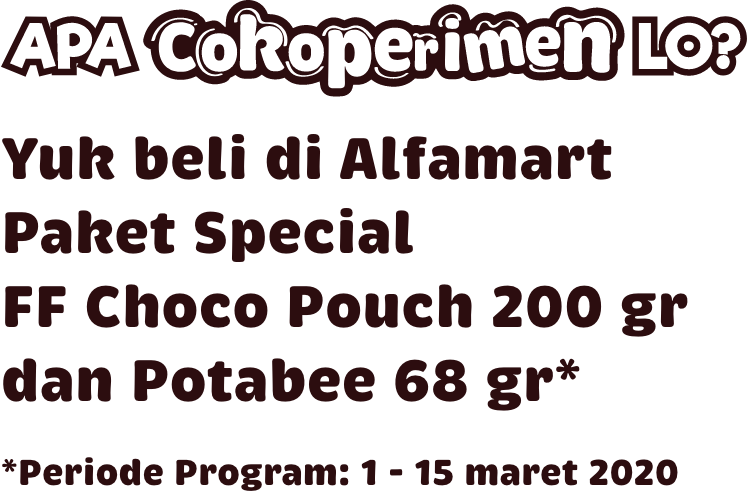 APA Cokoperimen LO?
Yuk beli di Alfamart
Paket Special
FF Choco Pouch 200 gr
dan Potabee 68 gr*
*Periode Program: 1 - 15 maret 2020